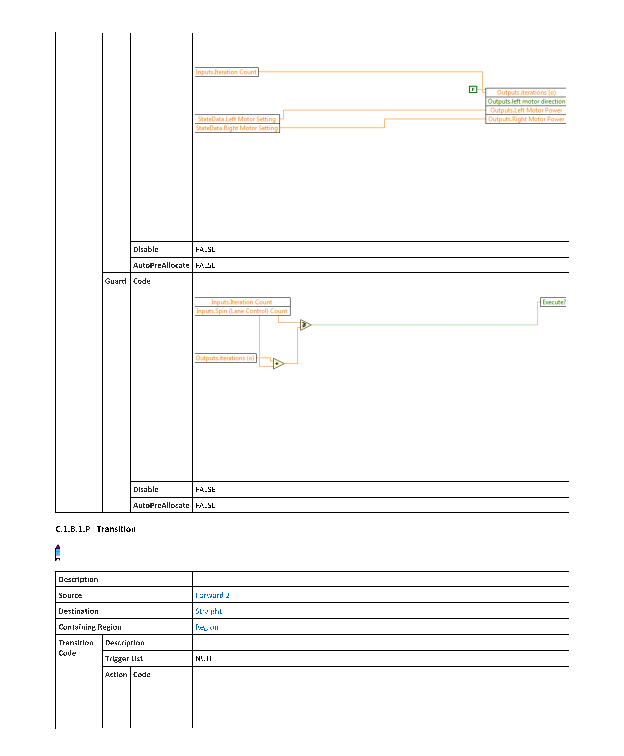 Inputs.Iteration Count
F
Outputs.iterations (o)
Outputs.left motor direction
Outputs.Left Motor Power
StateData.Left Motor Setting
Outputs.Right Motor Power
StateData.Right Motor Setting
Disable FALSE
AutoPreAllocate FALSE
Guard Code
Inputs.Iteration Count
Execute?
Inputs.Spin (Lane Control) Count
Outputs.iterations (o)
Disable FALSE
AutoPreAllocate FALSE
C.1.B.1.P Transition
Description
Source Forward 2
Destination Straight
Containing Region Region
Transition Code Description
Trigger List NULL
Action Code